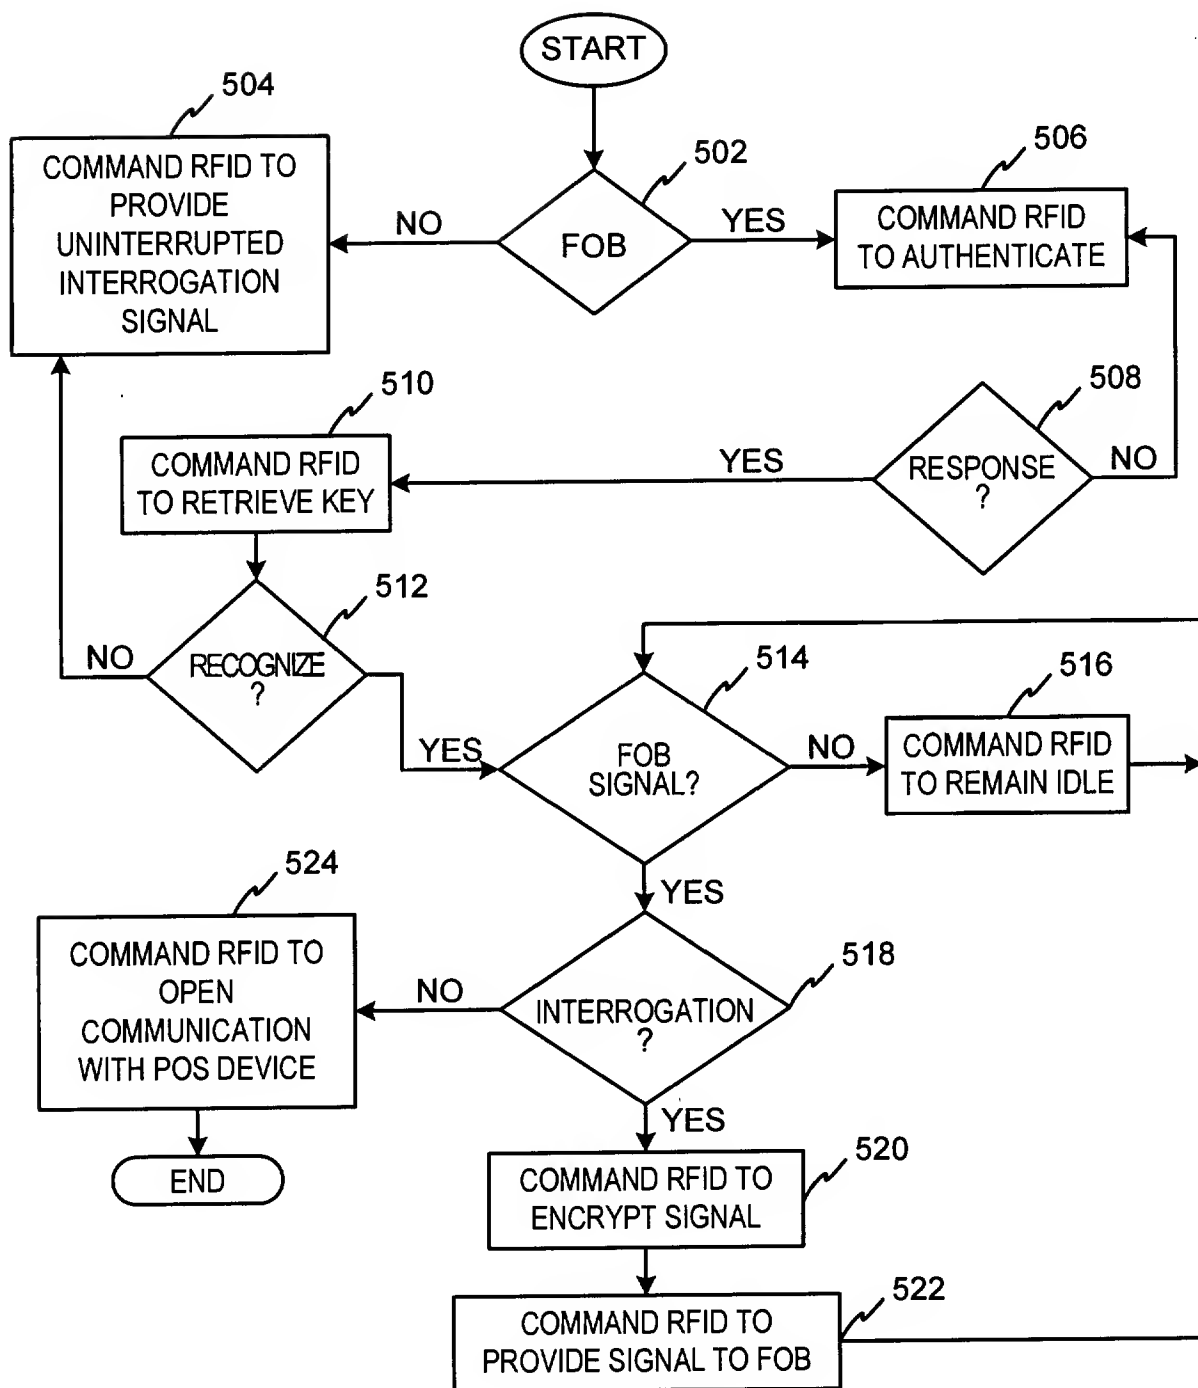 START
504
COMMAND RFID TO
PROVIDE
UNINTERRUPTED
INTERROGATION
SIGNAL
NO
502
FOB
YES
506
COMMAND RFID
TO AUTHENTICATE
510
COMMAND RFID
TO RETRIEVE KEY
YES
508
RESPONSE
?
NO
512
NO
RECOGNIZE
?
YES
514
FOB
SIGNAL?
NO
516
COMMAND RFID
TO REMAIN IDLE
YES
524
COMMAND RFID TO
OPEN
COMMUNICATION
WITH POS DEVICE
NO
518
INTERROGATION
?
YES
END
520
COMMAND RFID TO
ENCRYPT SIGNAL
522
COMMAND RFID TO
PROVIDE SIGNAL TO FOB